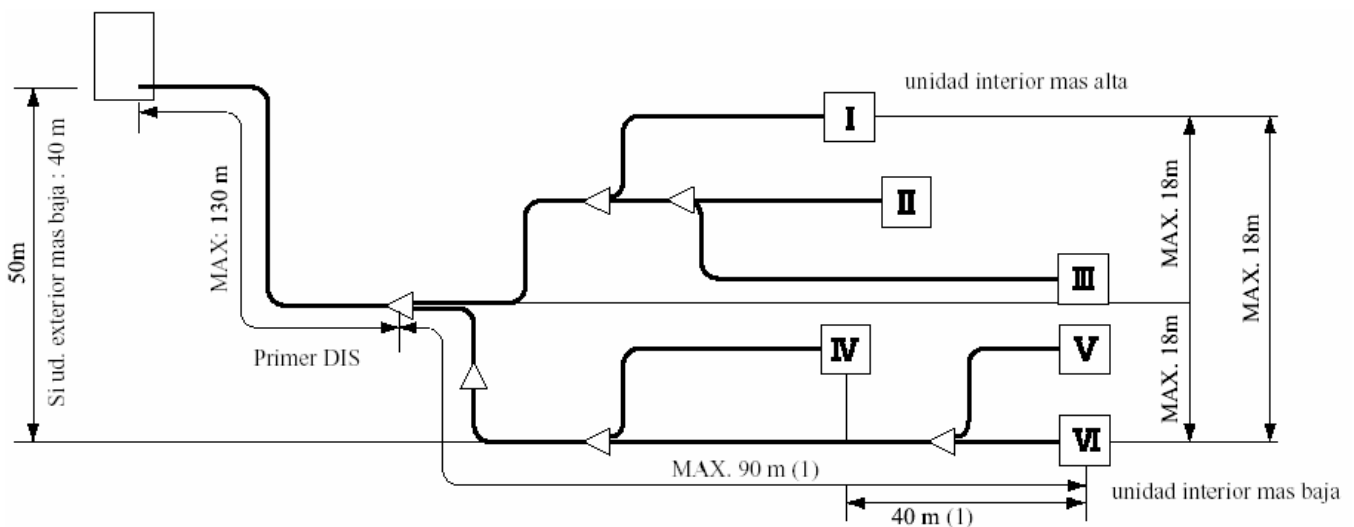 unidad interior mas alta
I
50m
Si ud. exterior mas baja : 40 m
MAX: 130 m
II
MAX. 18m
MAX. 18m
III
Primer DIS
IV
V
MAX. 18m
VI
MAX. 90 m (1)
unidad interior mas baja
40 m (1)